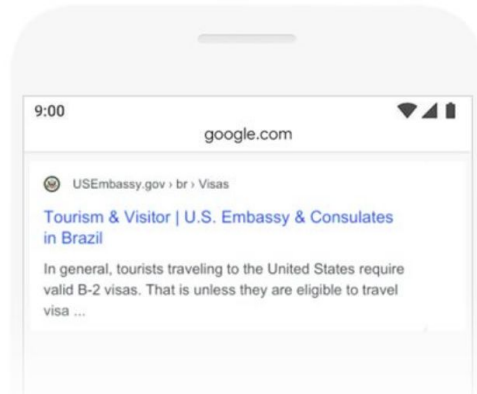 9:00
google.com
USEmbassy.gov › br › Visas
Tourism & Visitor | U.S. Embassy & Consulates
in Brazil
In general, tourists traveling to the United States require
valid B-2 visas. That is unless they are eligible to travel
visa ...